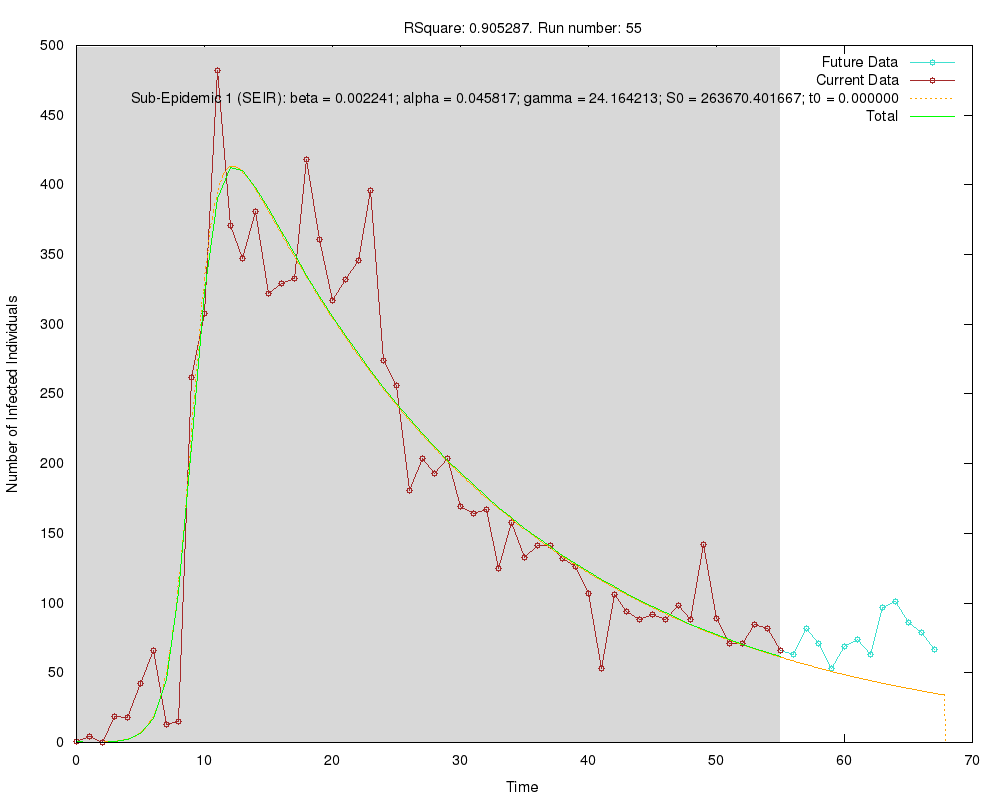 RSquare: 0.905287. Run number: 55
500
450
400
350
300
250
200
150
100
50
0
Number of Infected Individuals
Future Data
Current Data
Sub-Epidemic 1 (SEIR): beta = 0.002241; alpha = 0.045817; gamma = 24.164213; S0 = 263670.401667; t0 = 0.000000
Total
0 10 20 30 40 50 60 70
Time